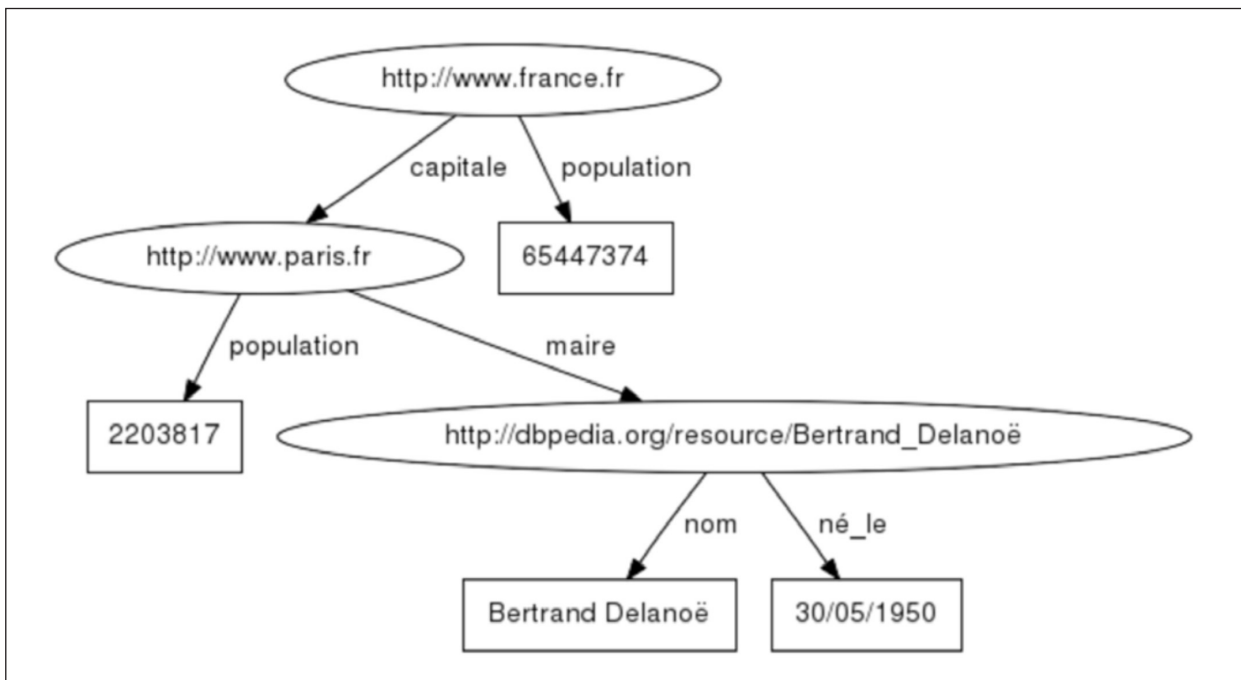 http://www.france.fr
capitale
population
http://www.paris.fr
65447374
population
maire
2203817
http://dbpedia.org/resource/Bertrand_Delanoë
nom
né_le
Bertrand Delanoë
30/05/1950